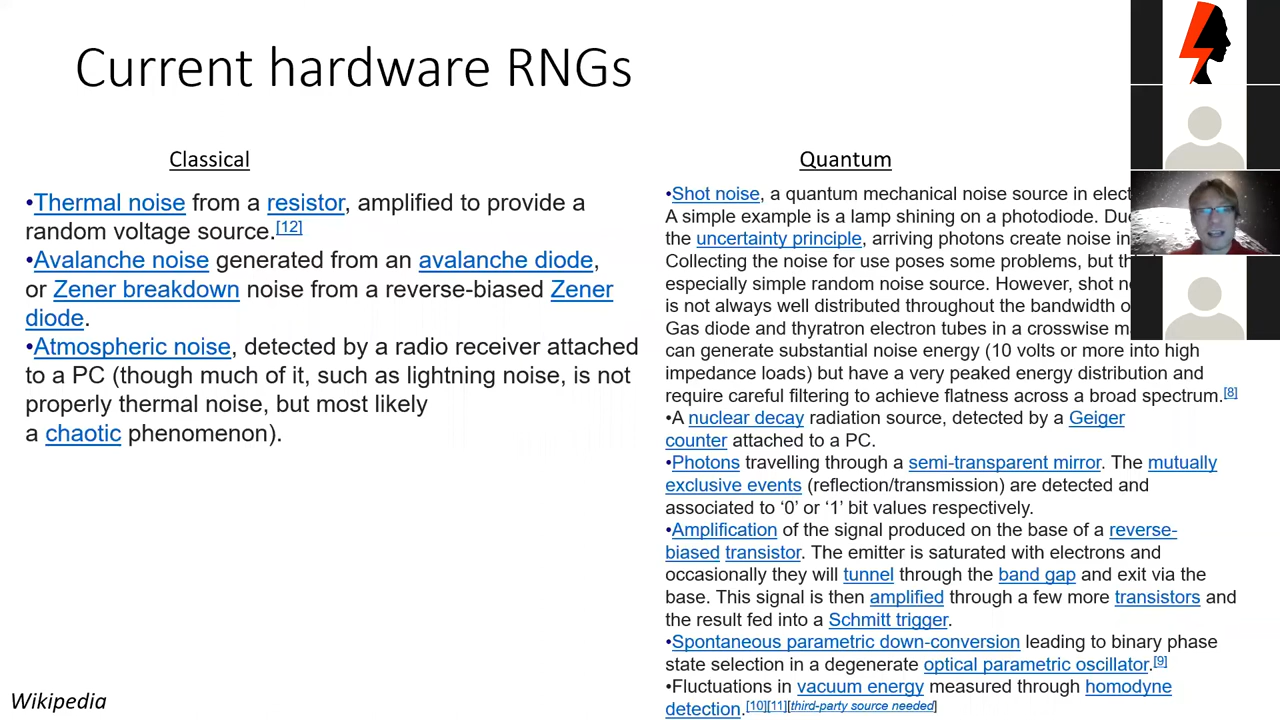 Current hardware RNGs
Classical
•Thermal noise from a resistor, amplified to provide a
random voltage source.[12]
•Avalanche noise generated from an avalanche diode,
or Zener breakdown noise from a reverse-biased Zener
diode.
•Atmospheric noise, detected by a radio receiver attached
to a PC (though much of it, such as lightning noise, is not
properly thermal noise, but most likely
a chaotic phenomenon).
Quantum
•Shot noise, a quantum mechanical noise source in
A simple example is a lamp shining on a photodiode.
the uncertainty principle, arriving photons create noise in
Collecting the noise for use poses some problems, but
especially simple random noise source. However, shot
is not always well distributed throughout the bandwidth
Gas diode and thyratron electron tubes in a crosswise
can generate substantial noise energy (10 volts or more into high
impedance loads) but have a very peaked energy distribution and
require careful filtering to achieve flatness across a broad spectrum.[8]
•A nuclear decay radiation source, detected by a Geiger
counter attached to a PC.
•Photons travelling through a semi-transparent mirror. The mutually
exclusive events (reflection/transmission) are detected and
associated to ‘0’ or ‘1’ bit values respectively.
•Amplification of the signal produced on the base of a reverse-
biased transistor. The emitter is saturated with electrons and
occasionally they will tunnel through the band gap and exit via the
base. This signal is then amplified through a few more transistors and
the result fed into a Schmitt trigger.
•Spontaneous parametric down-conversion leading to binary phase
state selection in a degenerate optical parametric oscillator.[9]
•Fluctuations in vacuum energy measured through homodyne
detection.[10][11][third-party source needed]
Wikipedia